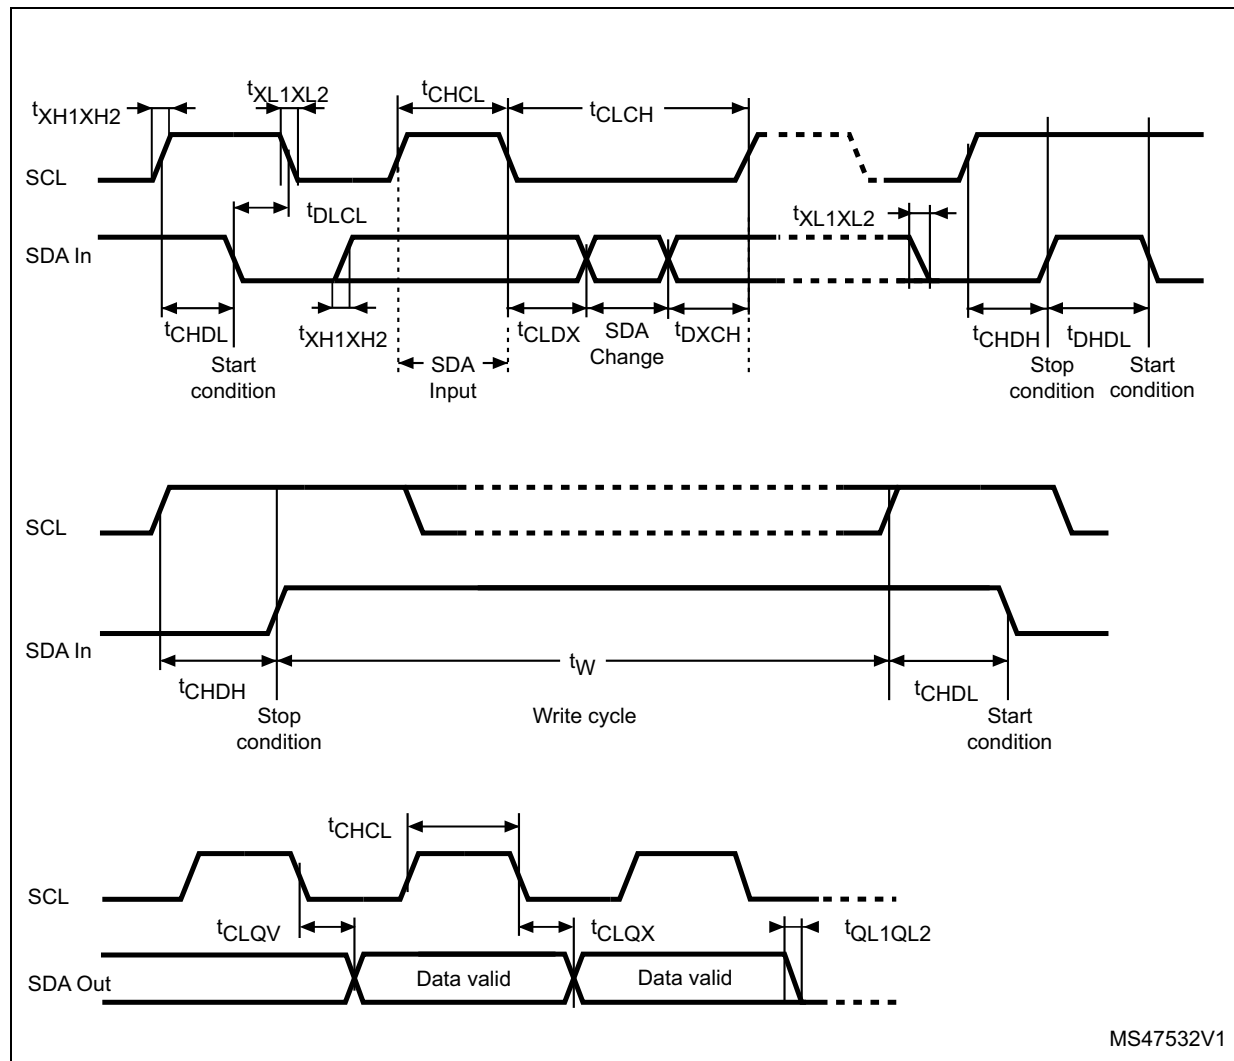 tXH1XH2
tXL1XL2
tCHCL
tCLCH
SCL
tDLCL
tXL1XL2
SDA In
tCHDL
tXH1XH2
tCLDX
SDA
Change
tDXCH
tCHDH
tDHDL
Start
condition
SDA
Input
Stop
condition
Start
condition
SCL
SDA In
tCHDH
tW
tCHDL
Stop
condition
Write cycle
Start
condition
tCHCL
SCL
tCLQV
tCLQX
tQL1QL2
SDA Out
Data valid
Data valid
MS47532V1